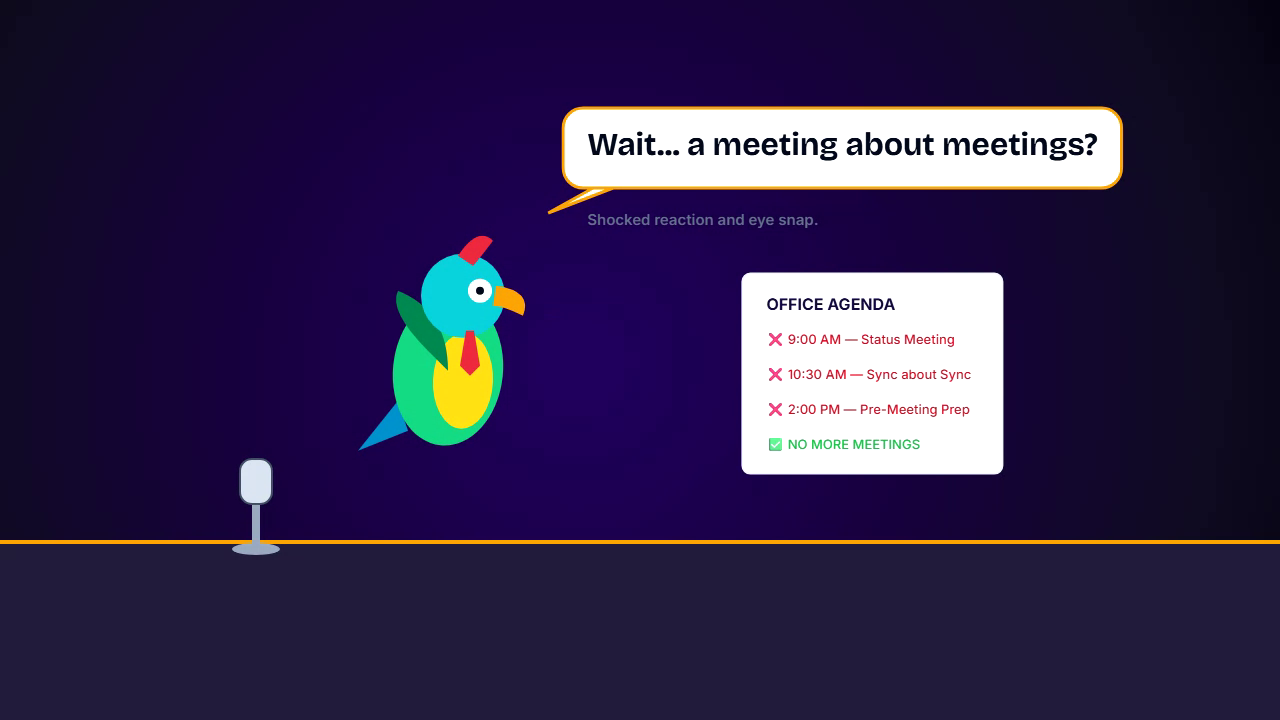 Wait... a meeting about meetings?
Shocked reaction and eye snap.
OFFICE AGENDA
❌ 9:00 AM — Status Meeting
❌ 10:30 AM — Sync about Sync
❌ 2:00 PM — Pre-Meeting Prep
✅ NO MORE MEETINGS